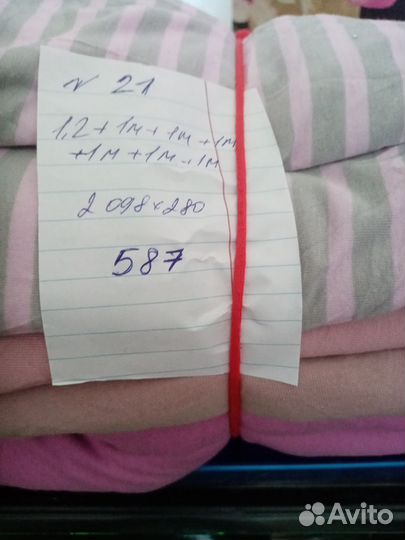 № 21
1,2 + 1м + 1м + 1м
+ 1м + 1м + 1м
2 098 × 280
587
Avito